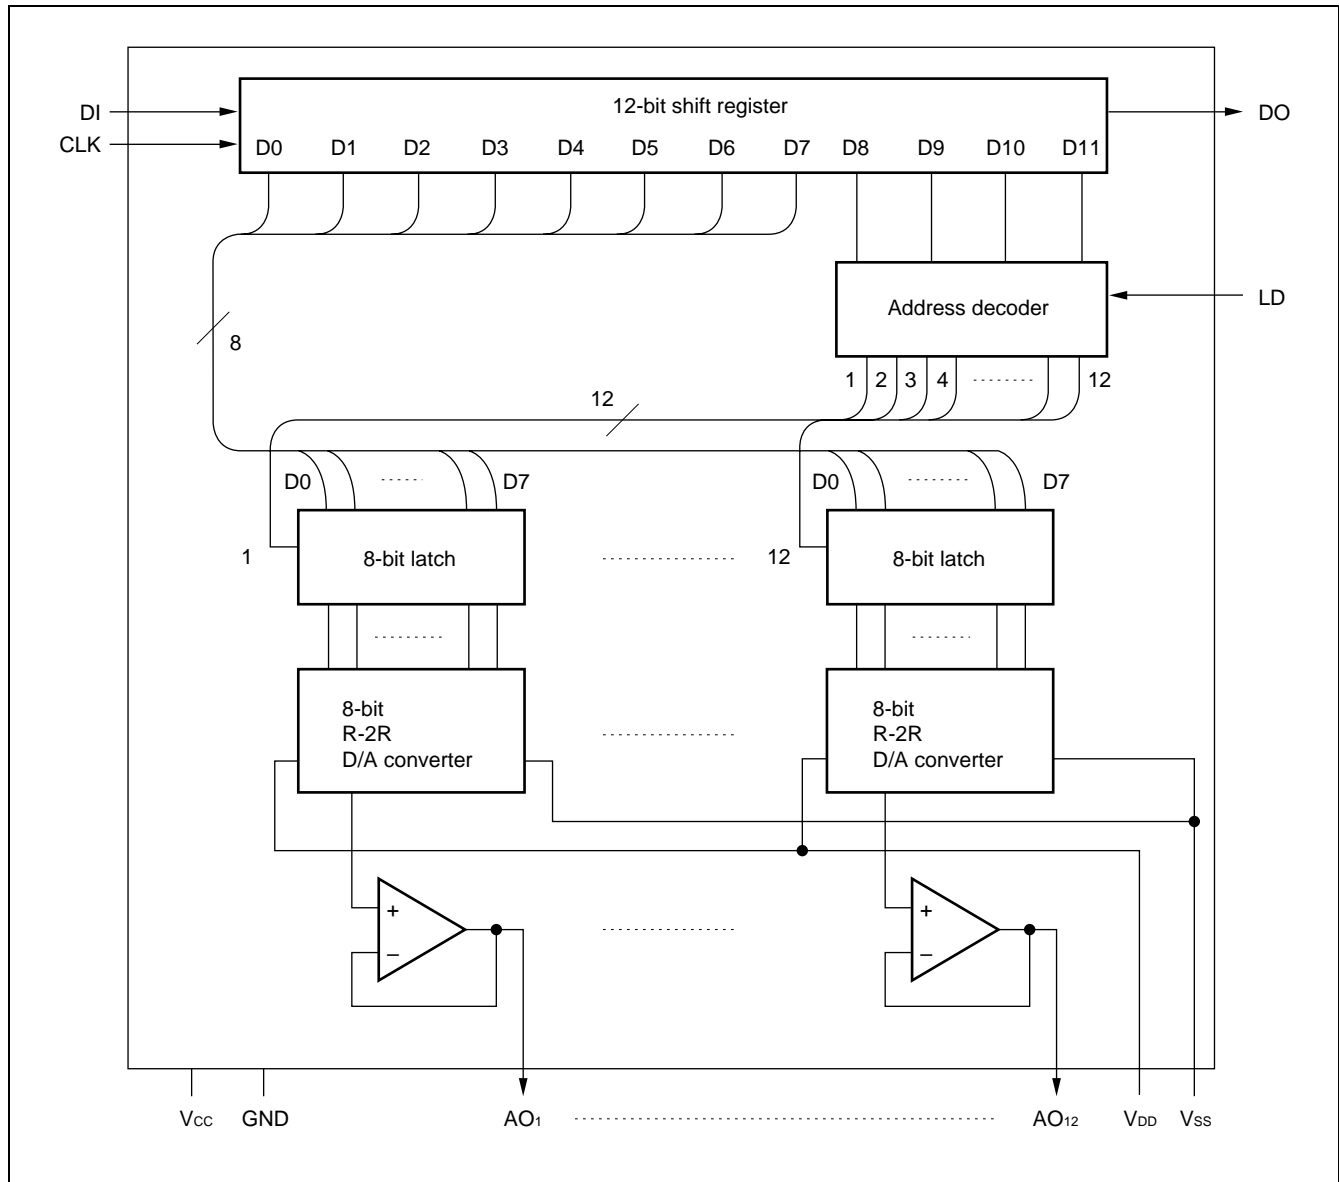 12-bit shift register
DI
DO
CLK
D0 D1 D2 D3 D4 D5 D6 D7 D8 D9 D10 D11
LD
Address decoder
8
1 2 3 4 12
12
D0 D7 D0 D7
1 8-bit latch 12 8-bit latch
8-bit
R-2R
D/A converter
8-bit
R-2R
D/A converter
+ +
− −
VCC GND AO1 AO12 VDD VSS